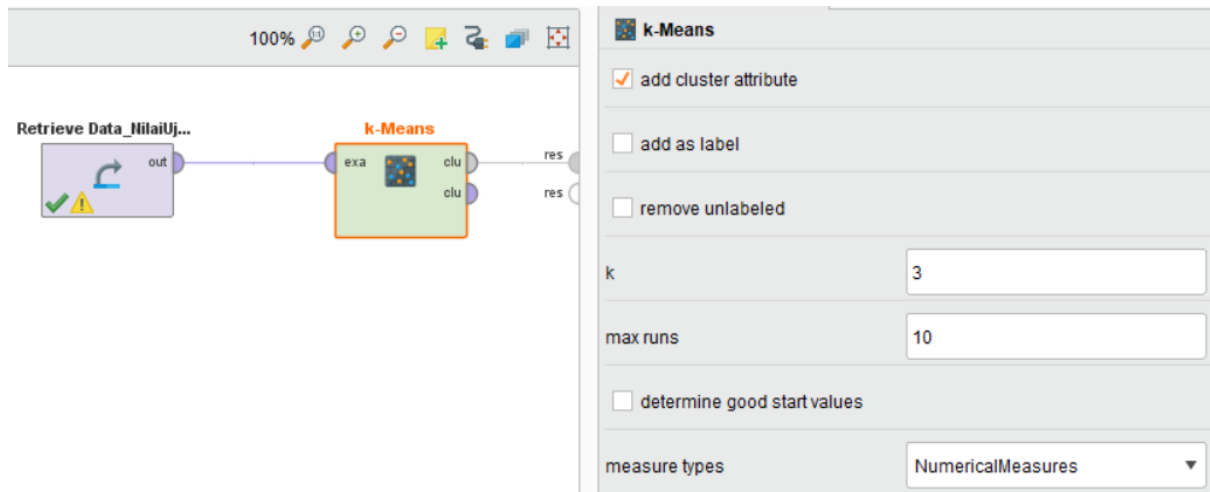 100%
Retrieve Data_NilaiUj...
out
k-Means
exa
clu
clu
res
res
k-Means
add cluster attribute
add as label
remove unlabeled
k
3
max runs
10
determine good start values
measure types
NumericalMeasures